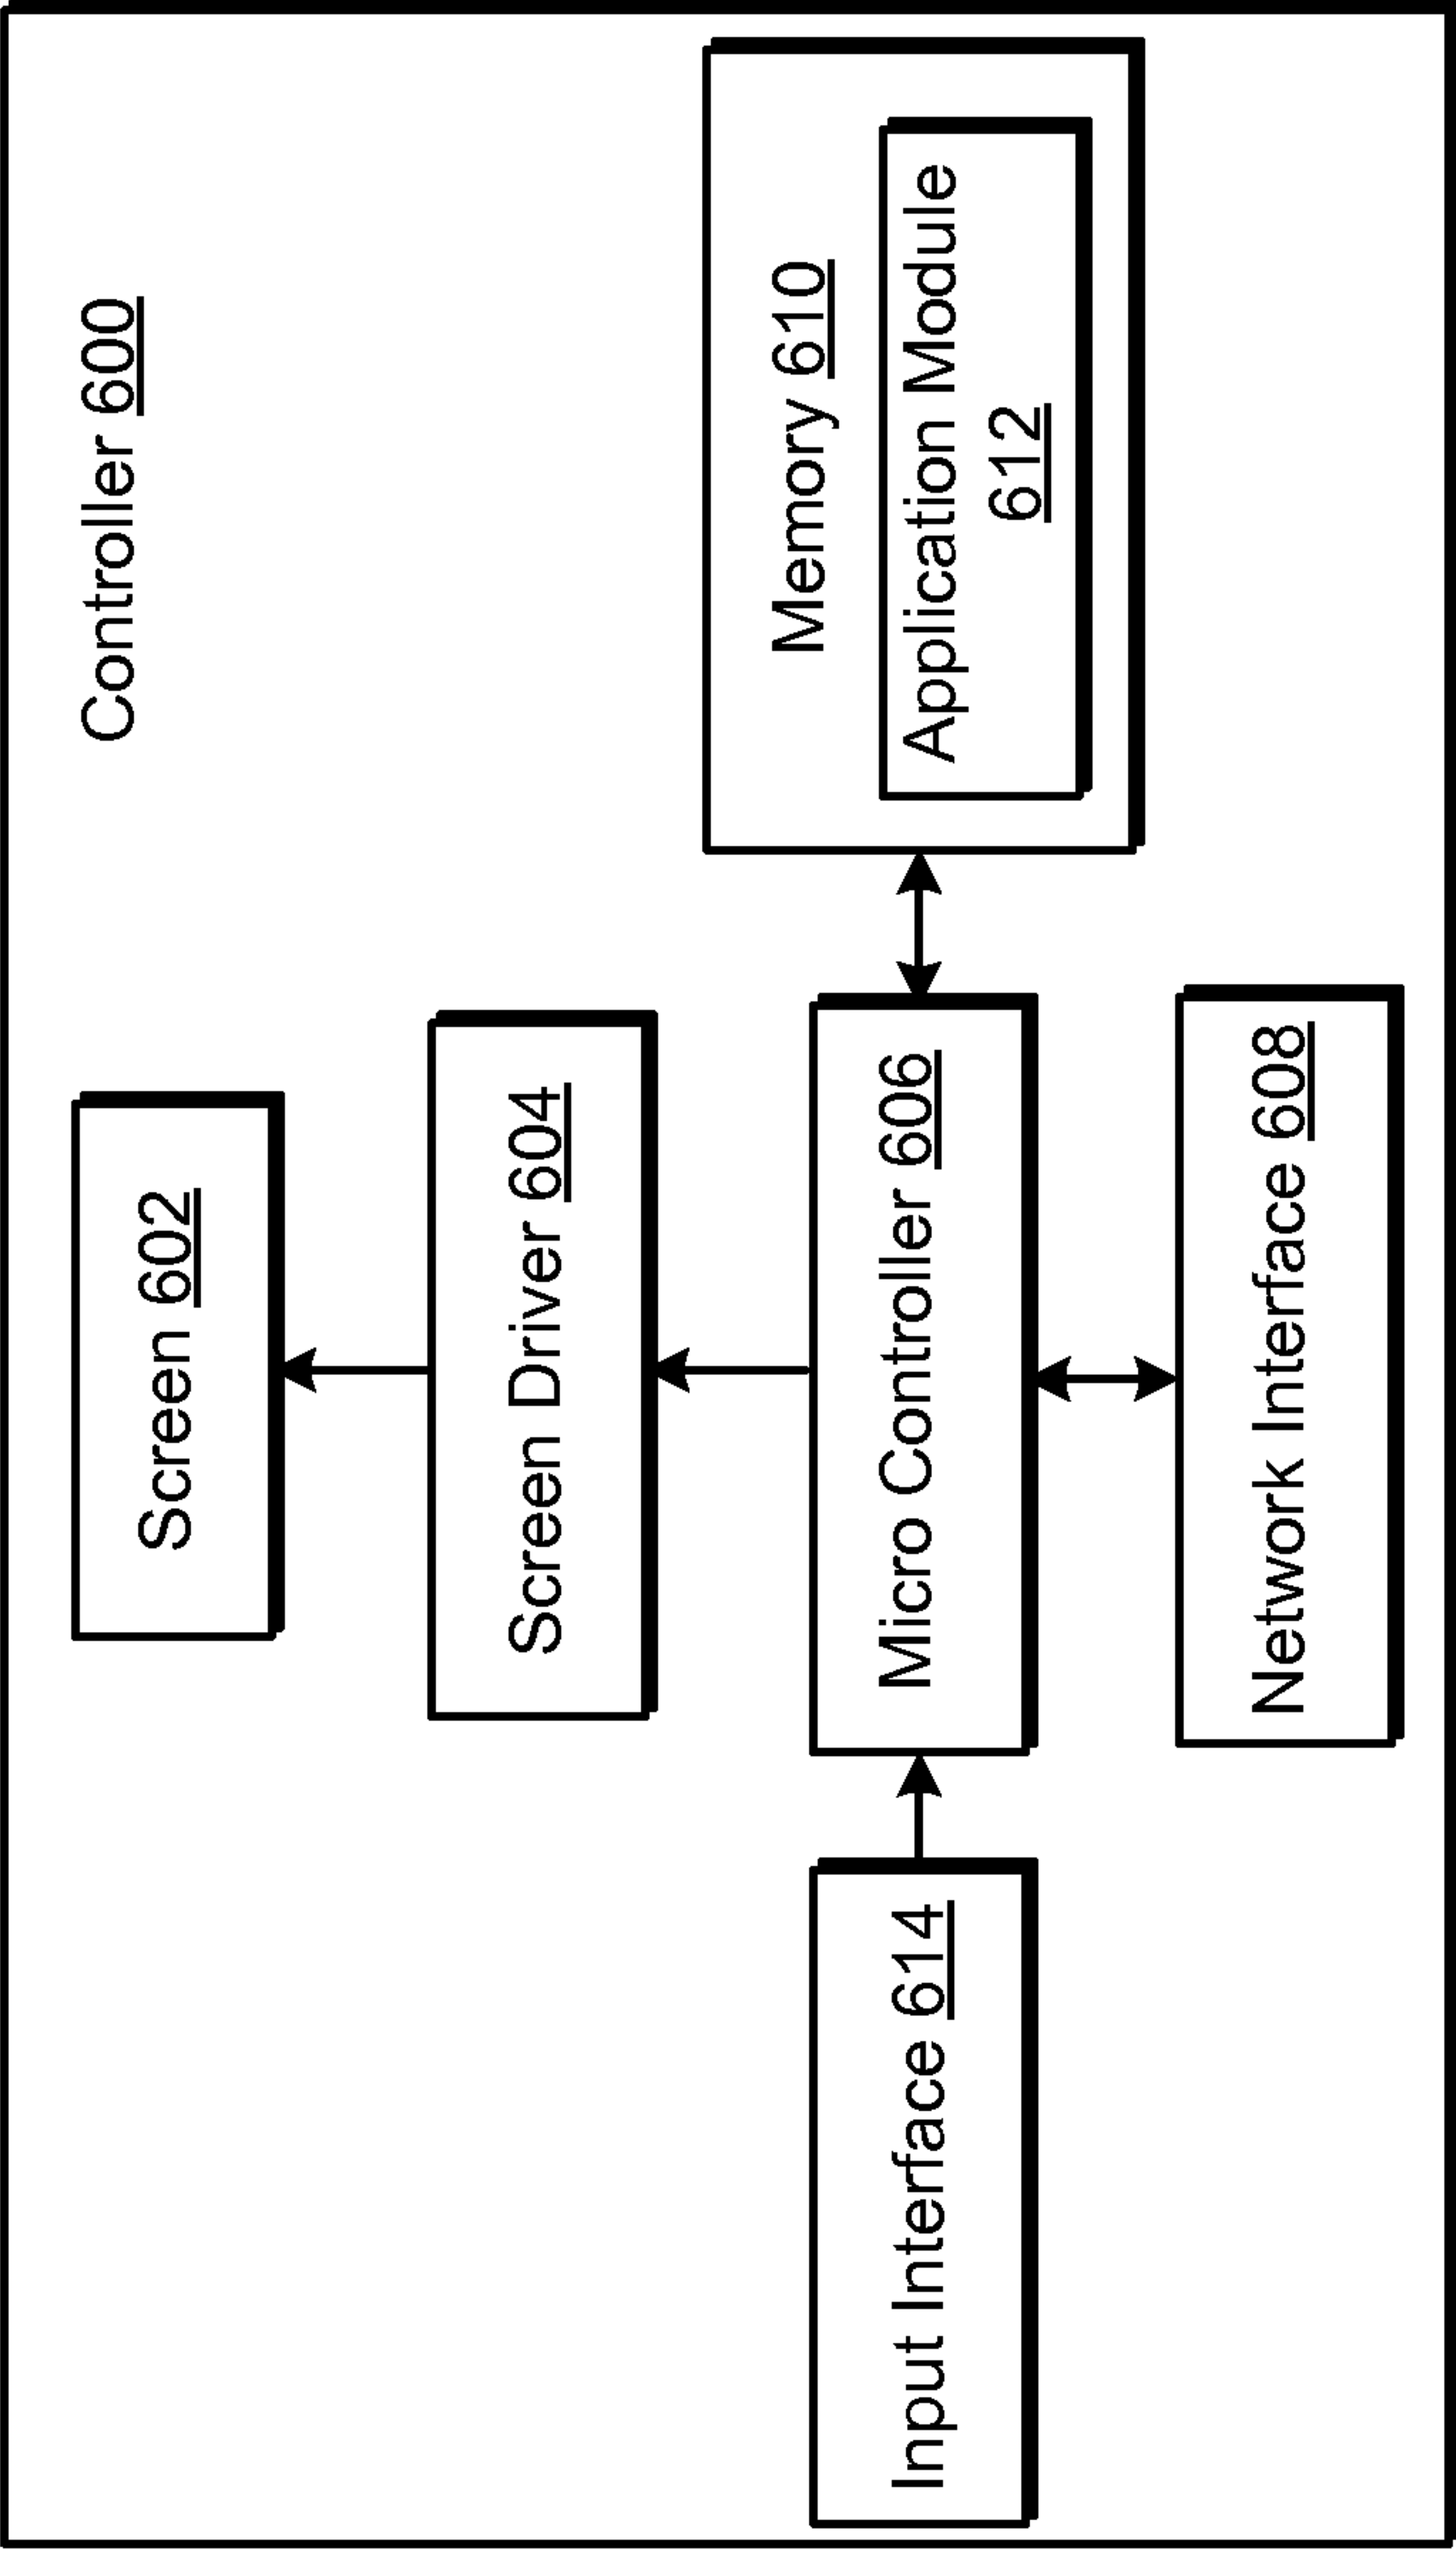 Controller 600
Screen 602
Screen Driver 604
Input Interface 614
Micro Controller 606
Memory 610
Application Module
612
Network Interface 608